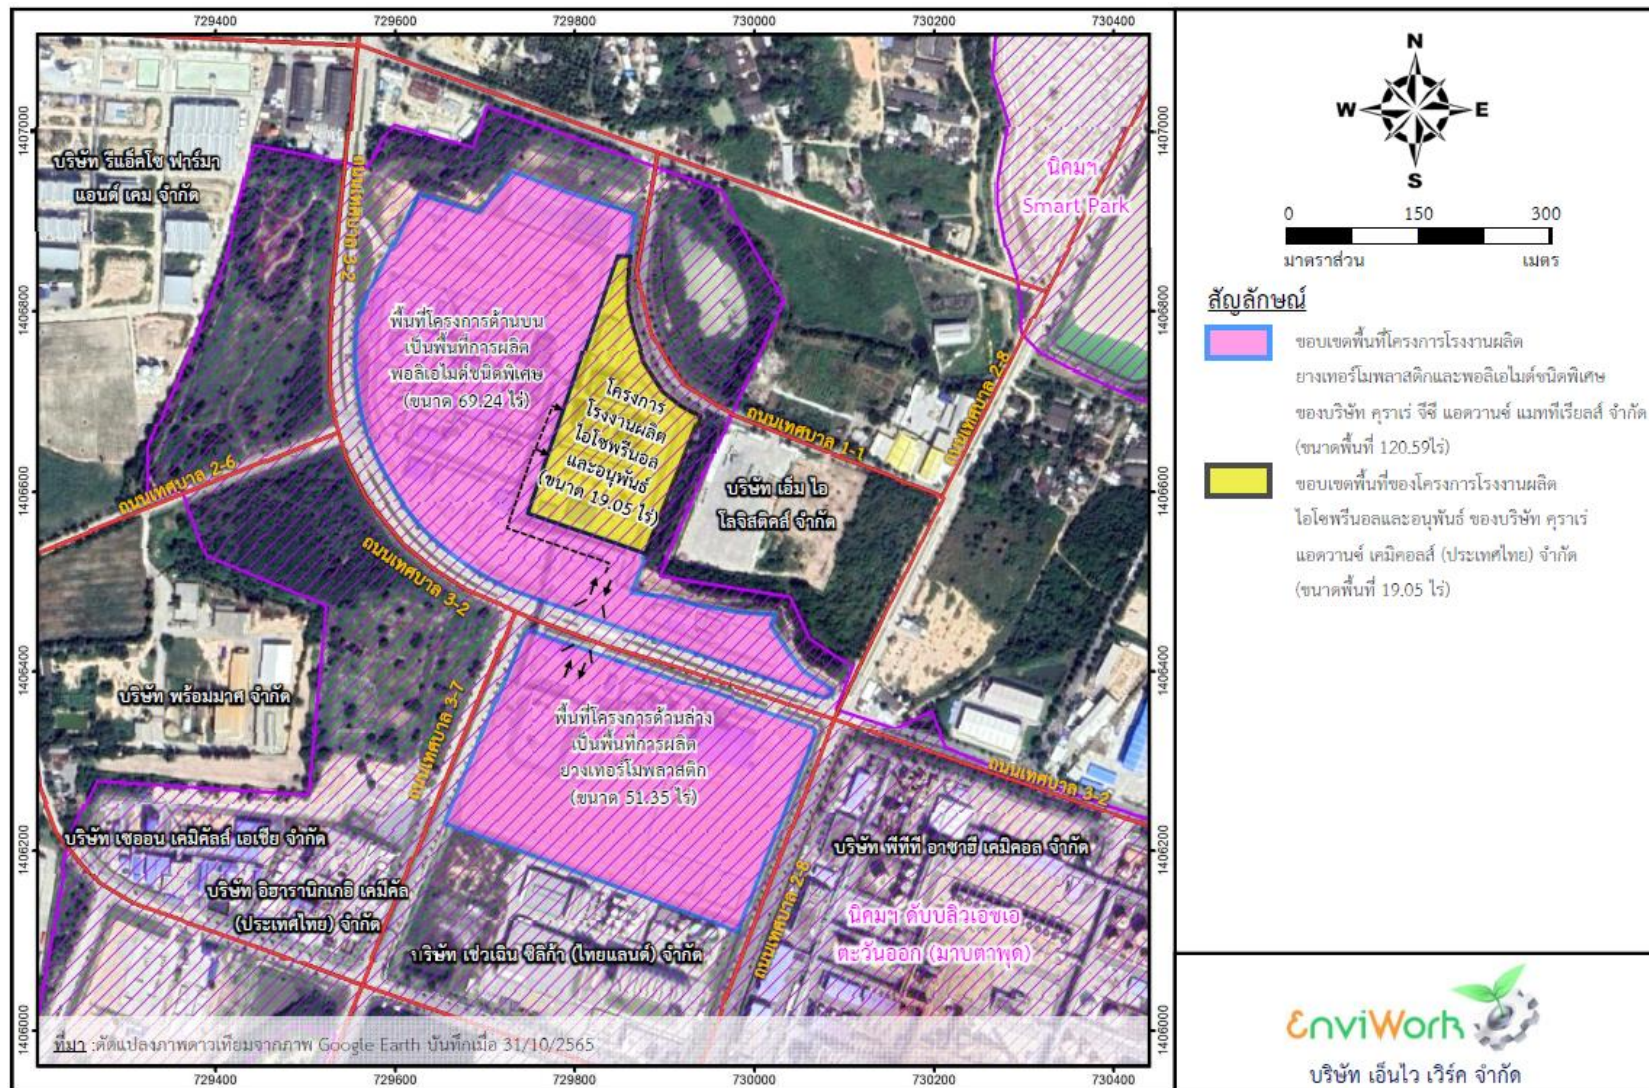 729400 729600 729800 730000 730200 730400
1407000
1406800
1406600
1406400
1406200
1406000
1407000
1406800
1406600
1406400
1406200
1406000
บริษัท รีแอ็คโซ ฟาร์มา
แอนด์ เคม จำกัด
ถนนเทศบาล 3-2
นิคมฯ
Smart Park
พื้นที่โครงการด้านบน
เป็นพื้นที่การผลิต
พอลิเอไมด์ชนิดพิเศษ
(ขนาด 69.24 ไร่)
โครงการ
โรงงานผลิต
ไอโซพรีนอล
และอนุพันธ์
(ขนาด 19.05 ไร่)
ถนนเทศบาล 2-8
ถนนเทศบาล 1-1
ถนนเทศบาล 2-6
บริษัท เอ็ม ไอ
โลจิสติคส์ จำกัด
ถนนเทศบาล 3-2
บริษัท พร้อมมาศ จำกัด
ถนนเทศบาล 3-7
พื้นที่โครงการด้านล่าง
เป็นพื้นที่การผลิต
ยางเทอร์โมพลาสติก
(ขนาด 51.35 ไร่)
ถนนเทศบาล 3-2
บริษัท เซออน เคมิคัลส์ เอเชีย จำกัด
บริษัท พีทีที อาซาฮี เคมิคอล จำกัด
บริษัท อิฮารานิกเกอิ เคมีคัล
(ประเทศไทย) จำกัด
ถนนเทศบาล 2-8
นิคมฯ ดับบลิวเอชเอ
ตะวันออก (มาบตาพุด)
บริษัท เช่วเฉิน ซิลิก้า (ไทยแลนด์) จำกัด
ที่มา :ดัดแปลงภาพดาวเทียมจากภาพ Google Earth บันทึกเมื่อ 31/10/2565
729400 729600 729800 730000 730200 730400
N
W E
S
0 150 300
มาตราส่วน เมตร
สัญลักษณ์
ขอบเขตพื้นที่โครงการโรงงานผลิต
ยางเทอร์โมพลาสติกและพอลิเอไมด์ชนิดพิเศษ
ของบริษัท คุราเร่ จีซี แอดวานซ์ แมททีเรียลส์ จำกัด
(ขนาดพื้นที่ 120.59ไร่)
ขอบเขตพื้นที่ของโครงการโรงงานผลิต
ไอโซพรีนอลและอนุพันธ์ ของบริษัท คุราเร่
แอดวานซ์ เคมิคอลส์ (ประเทศไทย) จำกัด
(ขนาดพื้นที่ 19.05 ไร่)
EnviWork
บริษัท เอ็นไว เวิร์ค จำกัด